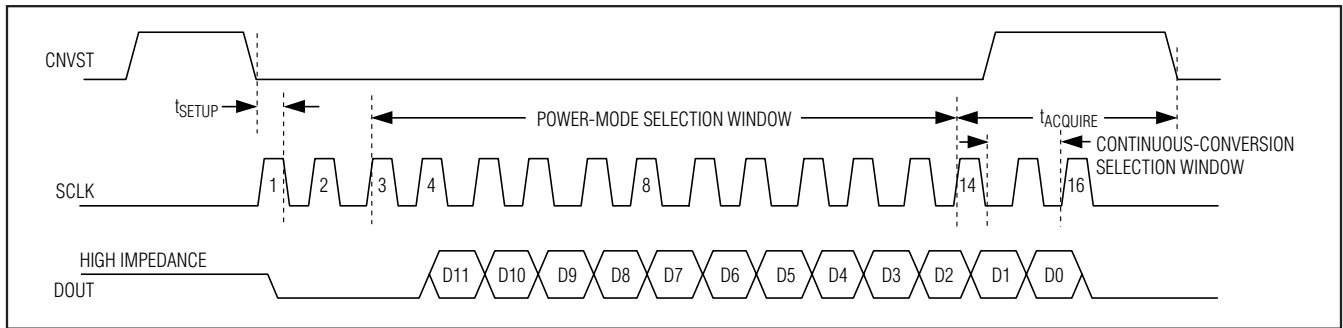 CNVST
tSETUP
POWER-MODE SELECTION WINDOW
tACQUIRE
CONTINUOUS-CONVERSION
SELECTION WINDOW
SCLK
1 2 3 4 8 14 16
HIGH IMPEDANCE
DOUT
D11 D10 D9 D8 D7 D6 D5 D4 D3 D2 D1 D0